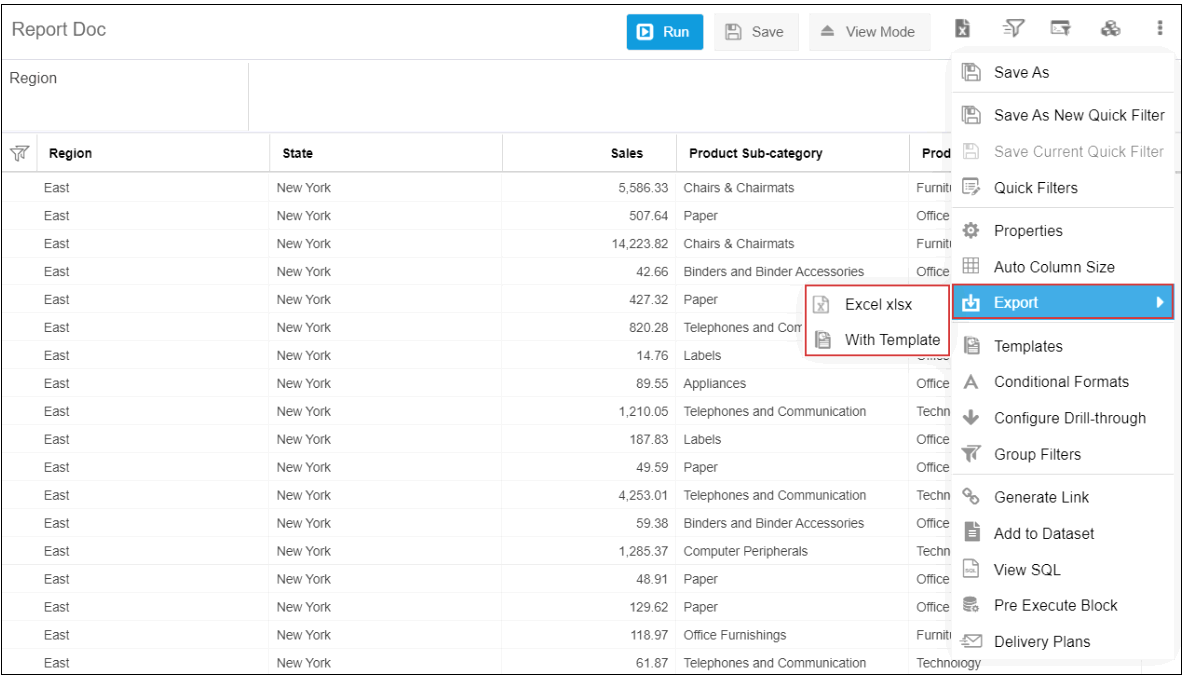 Report Doc Run Save View Mode
Region
Save As
Save As New Quick Filter
Save Current Quick Filter
Quick Filters
Properties
Auto Column Size
Export
Excel xlsx
With Template
Templates
Conditional Formats
Configure Drill-through
Group Filters
Generate Link
Add to Dataset
View SQL
Pre Execute Block
Delivery Plans
Region State Sales Product Sub-category Prod
East New York 5,586.33 Chairs & Chairmats Furnitu
East New York 507.64 Paper Office
East New York 14,223.82 Chairs & Chairmats Furnitu
East New York 42.66 Binders and Binder Accessories Office
East New York 427.32 Paper
East New York 820.28 Telephones and Com
East New York 14.76 Labels
East New York 89.55 Appliances Office
East New York 1,210.05 Telephones and Communication Techn
East New York 187.83 Labels Office
East New York 49.59 Paper Office
East New York 4,253.01 Telephones and Communication Techn
East New York 59.38 Binders and Binder Accessories Office
East New York 1,285.37 Computer Peripherals Techn
East New York 48.91 Paper Office
East New York 129.62 Paper Office
East New York 118.97 Office Furnishings Furnitu
East New York 61.87 Telephones and Communication Technology